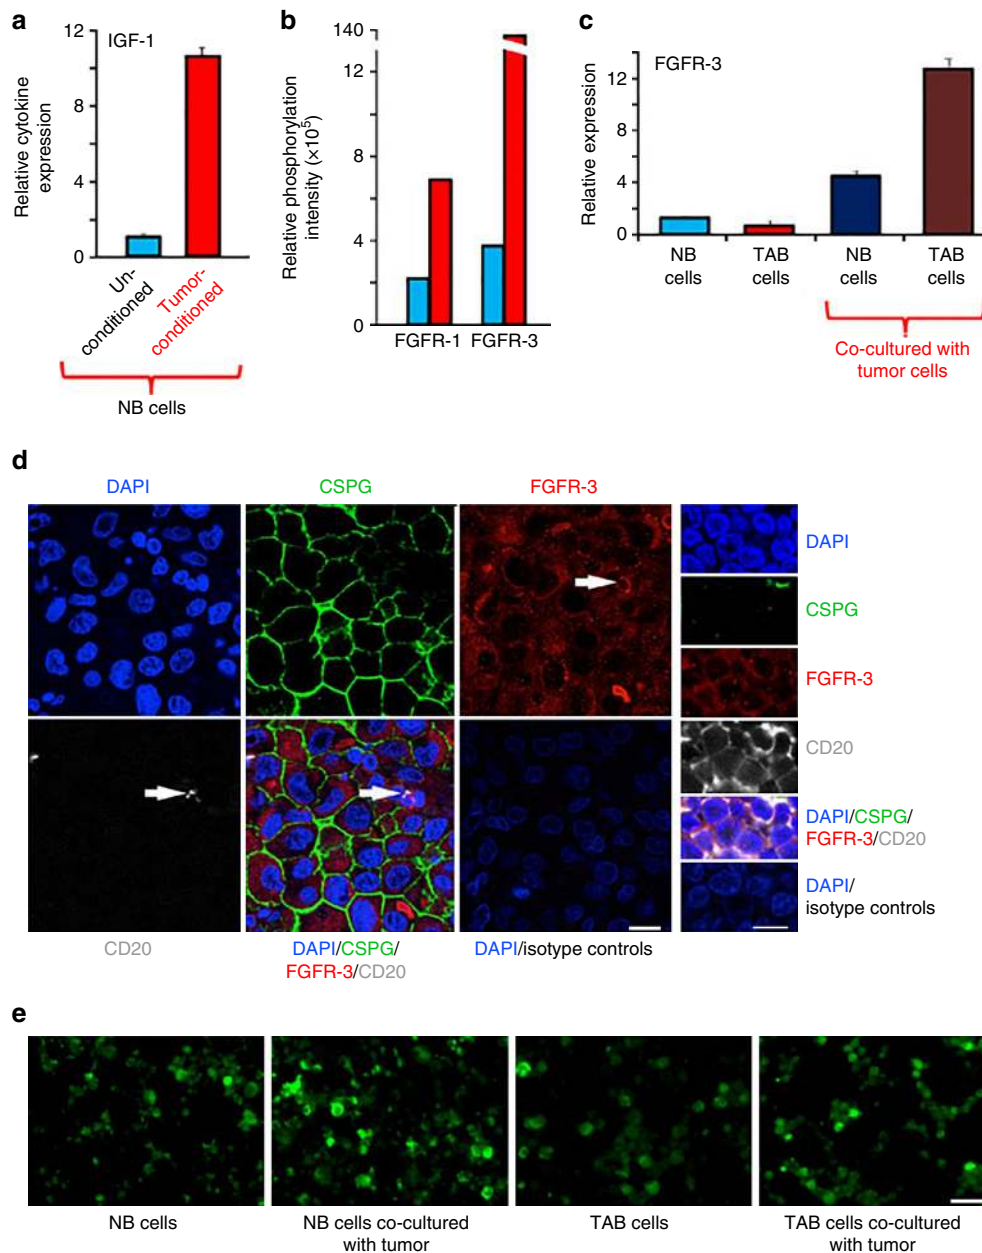 a
IGF-1
Relative cytokine
expression
12
8
4
0
Un-
conditioned
Tumor-
conditioned
NB cells
b
Relative phosphorylation
intensity (×10⁵)
140
12
8
4
0
FGFR-1
FGFR-3
c
FGFR-3
Relative expression
12
8
4
0
NB
cells
TAB
cells
NB
cells
TAB
cells
Co-cultured with
tumor cells
d
DAPI
CSPG
FGFR-3
CD20
DAPI/CSPG/
FGFR-3/CD20
DAPI/isotype controls
DAPI
CSPG
FGFR-3
CD20
DAPI/CSPG/
FGFR-3/CD20
DAPI/
isotype controls
e
NB cells
NB cells co-cultured
with tumor
TAB cells
TAB cells co-cultured
with tumor